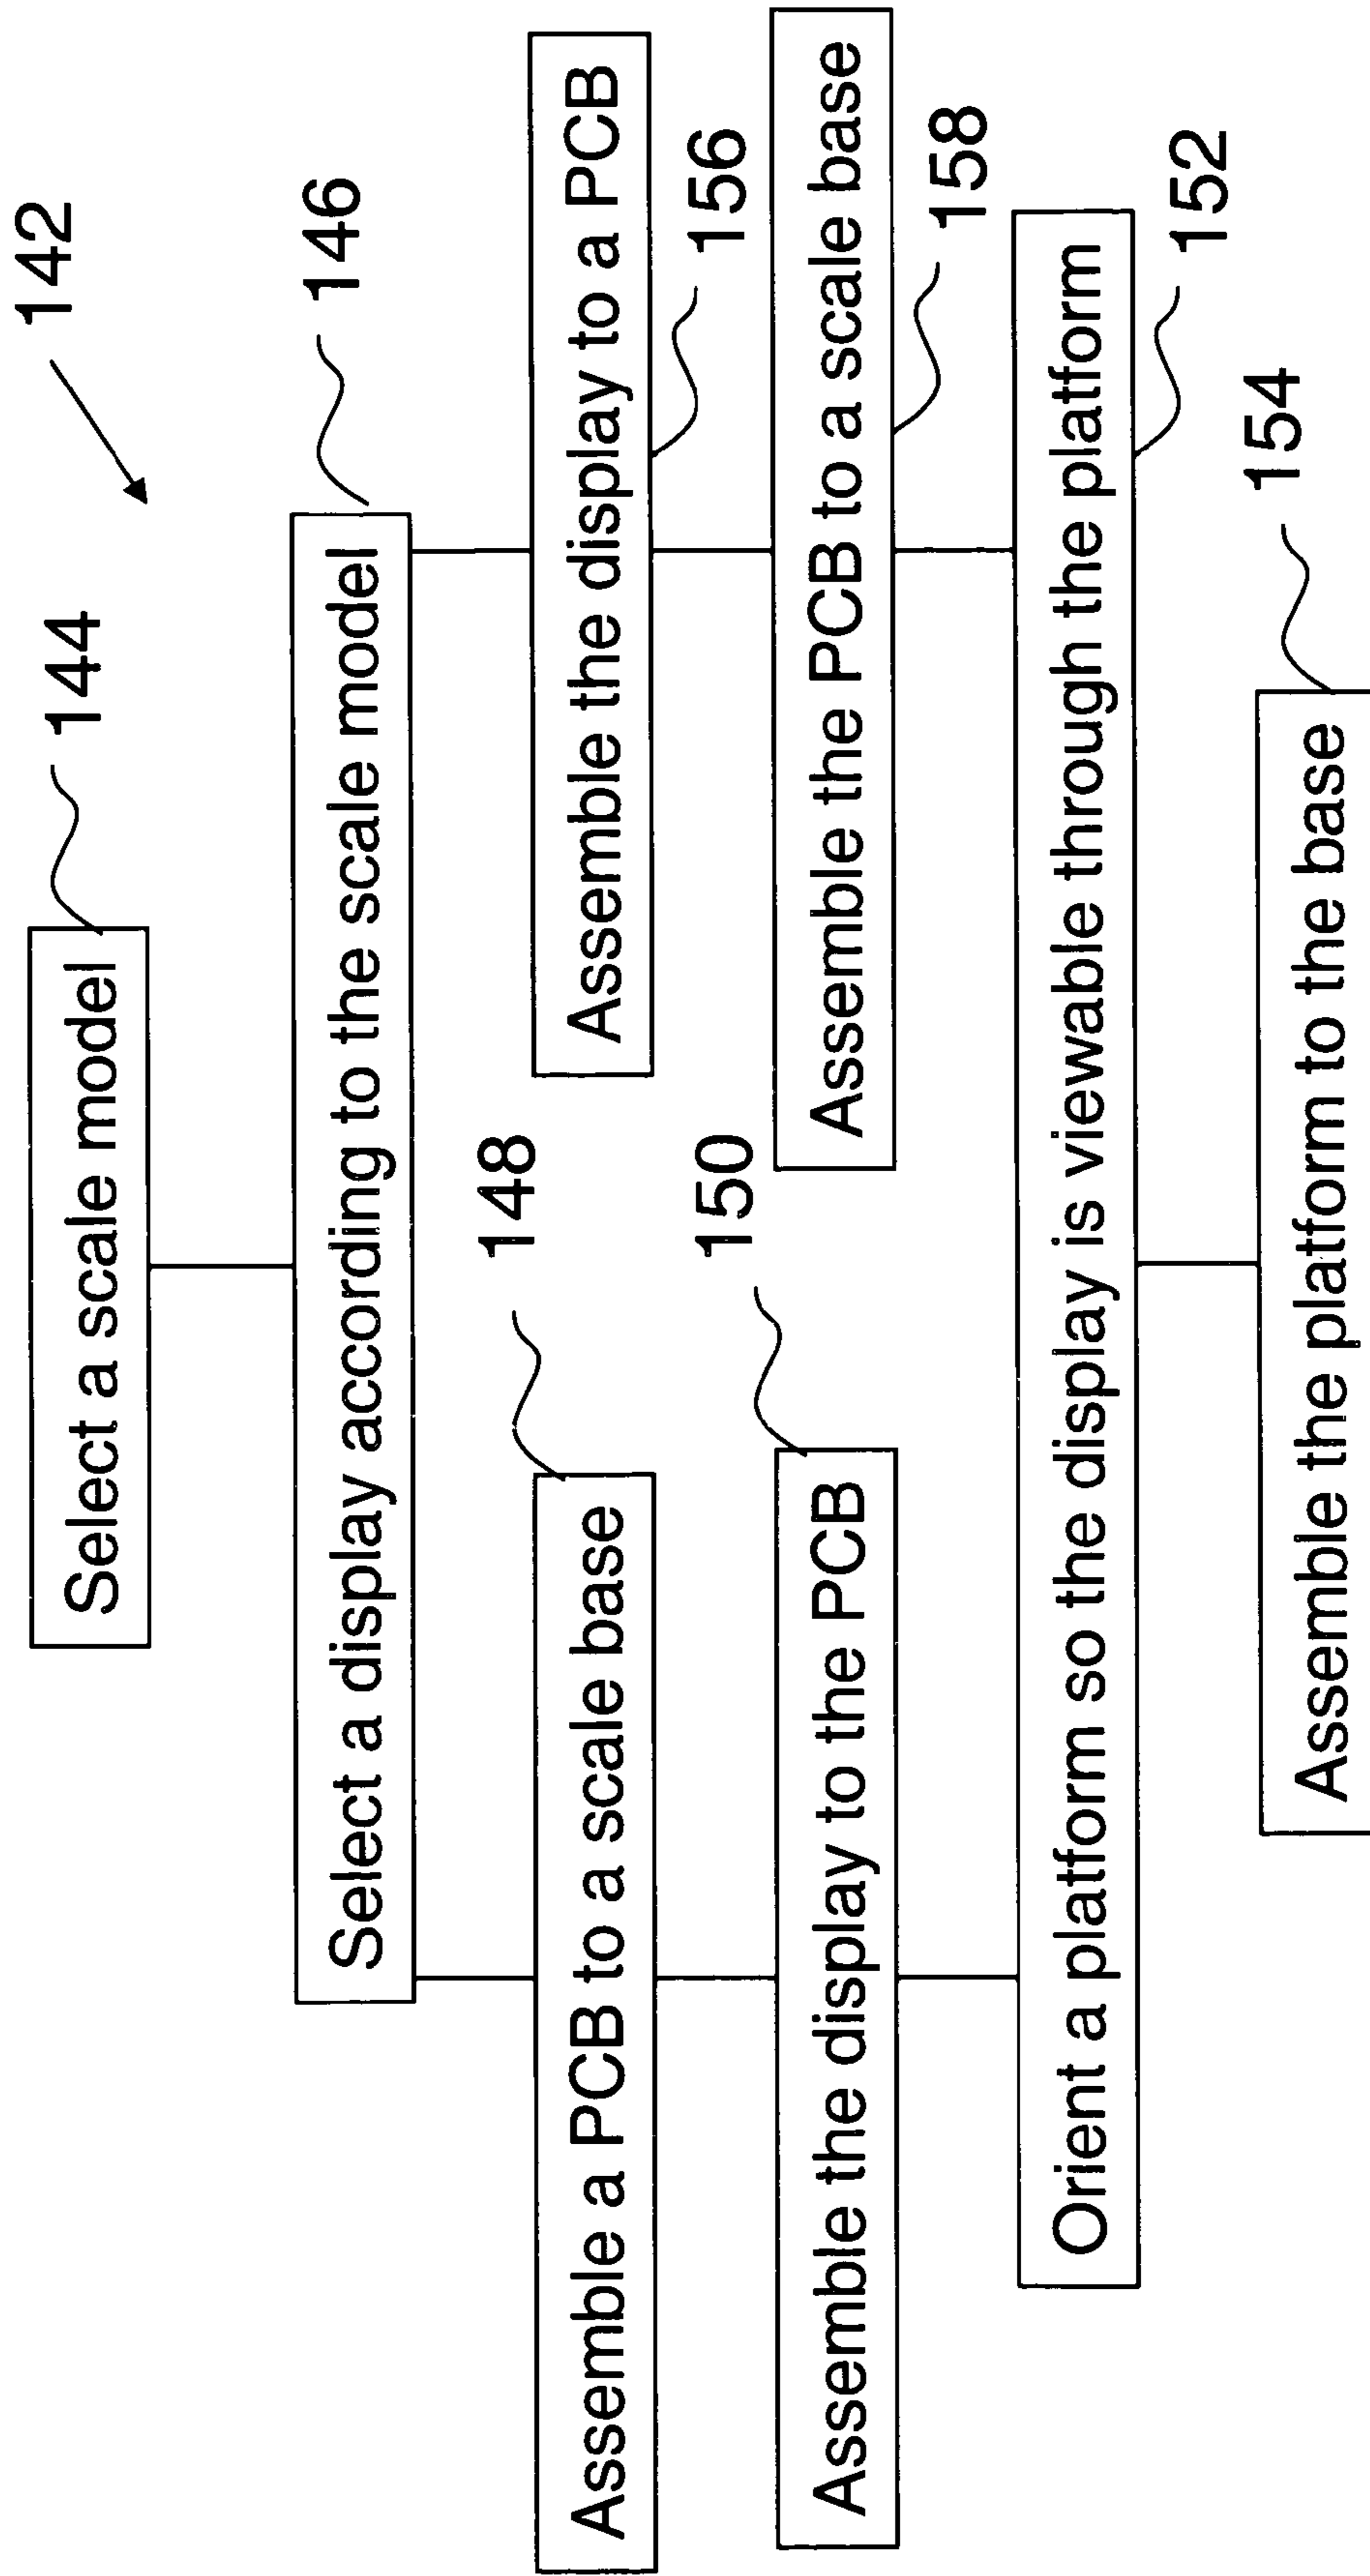 142
Select a scale model
144
Select a display according to the scale model
146
Assemble a PCB to a scale base
148
Assemble the display to a PCB
156
Assemble the display to the PCB
150
Assemble the PCB to a scale base
158
Orient a platform so the display is viewable through the platform
152
Assemble the platform to the base
154